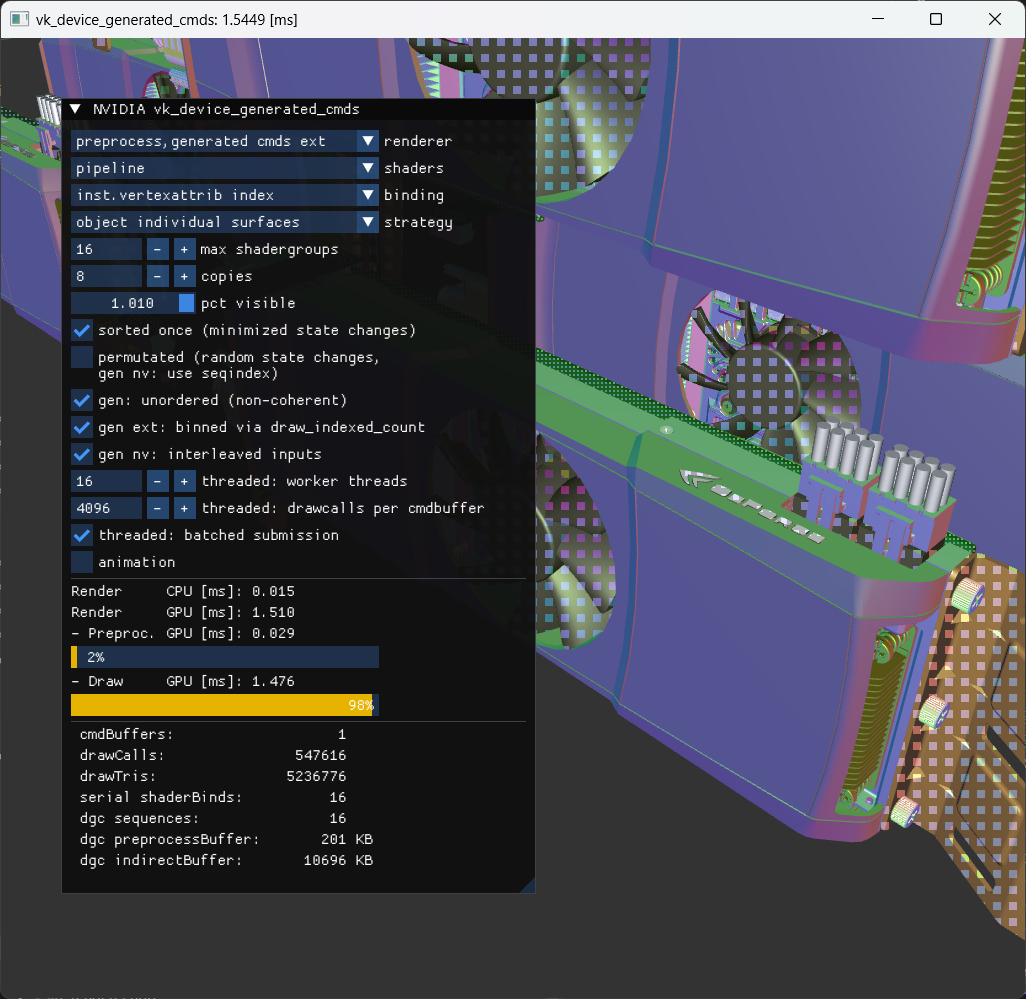 vk_device_generated_cmds: 1.5449 [ms]
NVIDIA vk_device_generated_cmds
preprocess,generated cmds ext renderer
pipeline shaders
inst.vertexattrib index binding
object individual surfaces strategy
16 - + max shadergroups
8 - + copies
1.010 pct visible
sorted once (minimized state changes)
permutated (random state changes,
gen nv: use seqindex)
gen: unordered (non-coherent)
gen ext: binned via draw_indexed_count
gen nv: interleaved inputs
16 - + threaded: worker threads
4096 - + threaded: drawcalls per cmdbuffer
threaded: batched submission
animation
Render CPU [ms]: 0.015
Render GPU [ms]: 1.510
- Preproc. GPU [ms]: 0.029
2%
- Draw GPU [ms]: 1.476
98%
cmdBuffers: 1
drawCalls: 547616
drawTris: 5236776
serial shaderBinds: 16
dgc sequences: 16
dgc preprocessBuffer: 201 KB
dgc indirectBuffer: 10696 KB